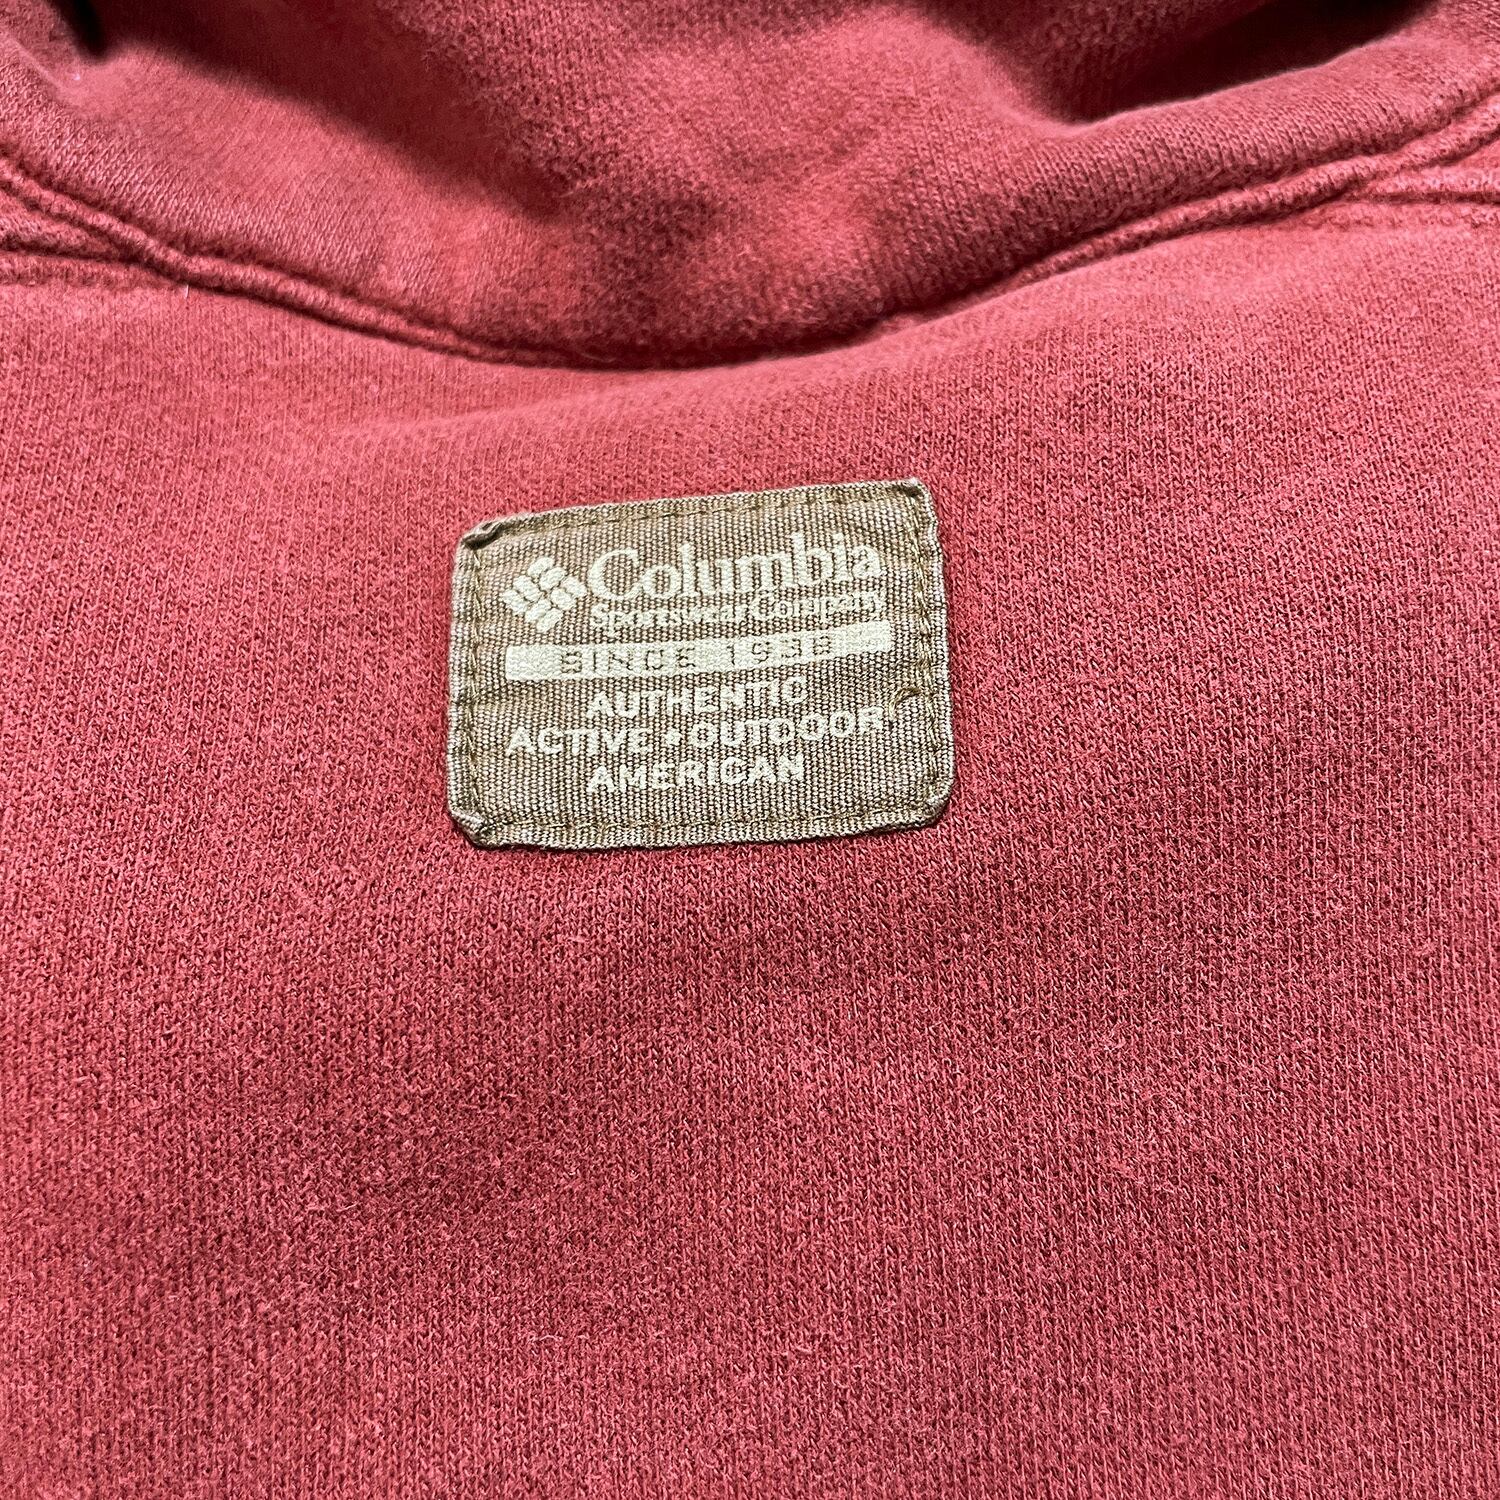 Columbia
Sportswear Company
SINCE 1938
AUTHENTIC
ACTIVE • OUTDOOR
AMERICAN